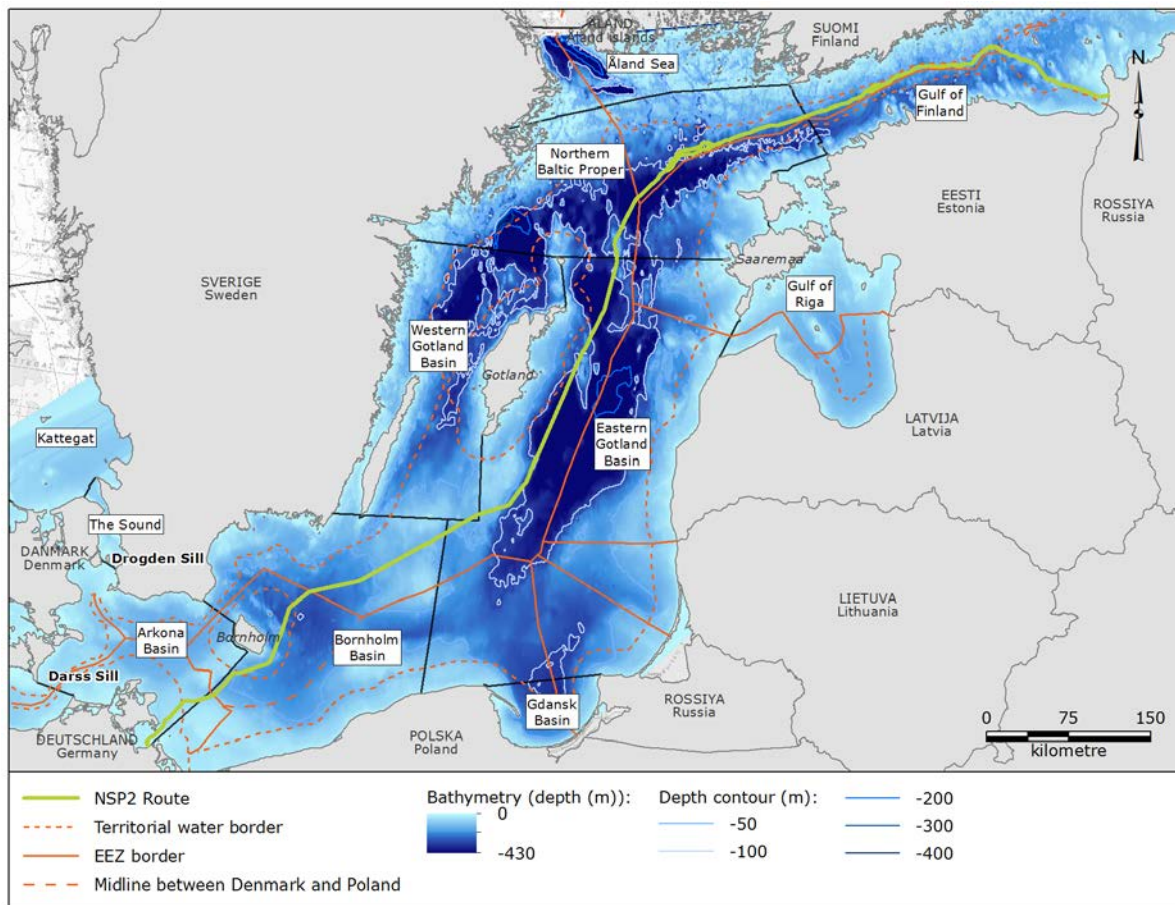 ÅLAND
Åland islands
SUOMI
Finland
Åland Sea
N
Gulf of
Finland
Northern
Baltic Proper
EESTI
Estonia
ROSSIYA
Russia
SVERIGE
Sweden
Saaremaa
Gulf of
Riga
Western
Gotland
Basin
Gotland
Kattegat
LATVIJA
Latvia
Eastern
Gotland
Basin
The Sound
DANMARK
Denmark
Drogden Sill
LIETUVA
Lithuania
Arkona
Basin
Bornholm
Bornholm
Basin
Darss Sill
Gdansk
Basin
ROSSIYA
Russia
DEUTSCHLAND
Germany
POLSKA
Poland
0 75 150
kilometre
NSP2 Route
Territorial water border
EEZ border
Midline between Denmark and Poland
Bathymetry (depth (m)):
0
-430
Depth contour (m):
-50
-100
-200
-300
-400